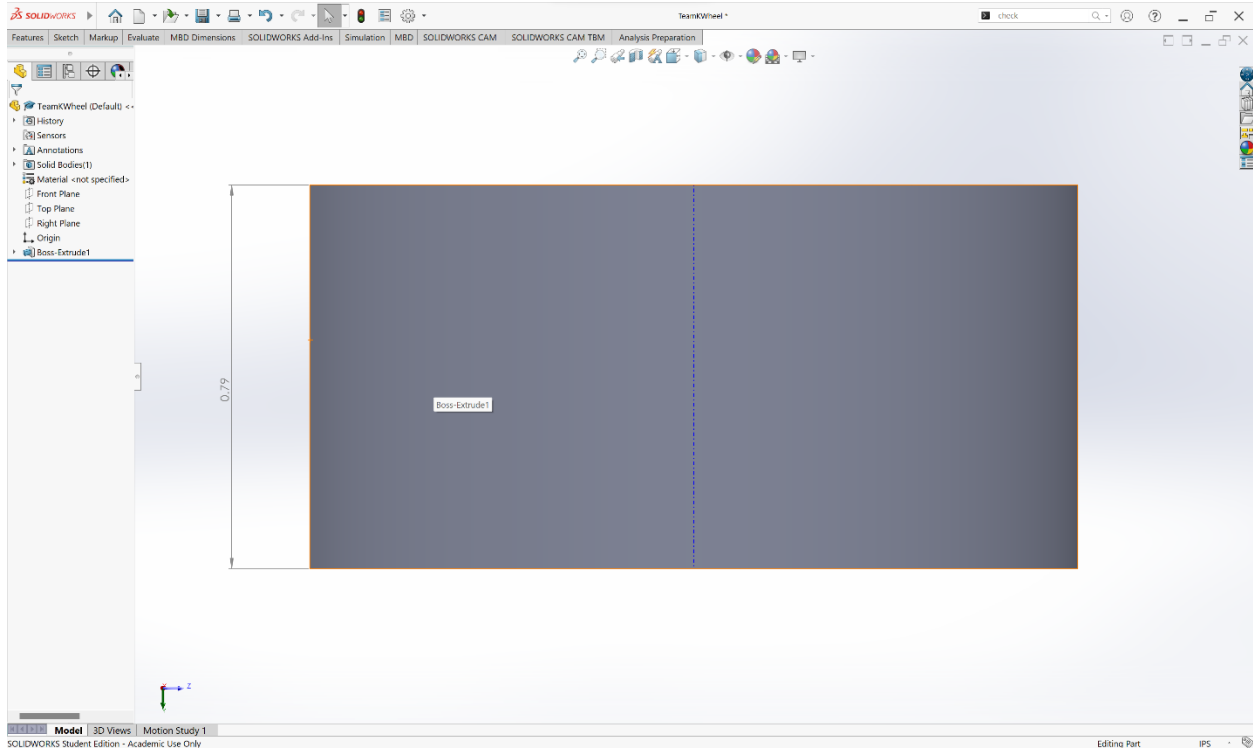 SOLIDWORKS
TeamKWheel *
check
Features Sketch Markup Evaluate MBD Dimensions SOLIDWORKS Add-Ins Simulation MBD SOLIDWORKS CAM SOLIDWORKS CAM TBM Analysis Preparation
TeamKWheel (Default) <
History
Sensors
Annotations
Solid Bodies(1)
Material <not specified>
Front Plane
Top Plane
Right Plane
Origin
Boss-Extrude1
0.79
Boss-Extrude1
Z
Model 3D Views Motion Study 1
SOLIDWORKS Student Edition - Academic Use Only
Editing Part IPS